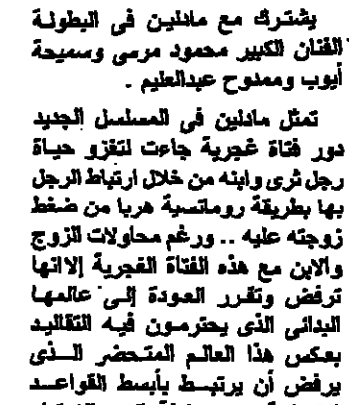 يشترك مع مادلين فى البطولة
الفنان الكبير محمود مرسى وسميحة
أيوب وممدوح عبدالعليم .
تمثل مادلين فى المسلسل الجديد
دور فتاة غجرية جاءت لتغزو حياة
رجل ثرى وابنه من خلال ارتباط الرجل
بها بطريقة رومانسية هربا من ضغط
زوجته عليه .. ورغم محاولات الزوج
والابن مع هذه الفتاة الغجرية إلا انها
ترفض وتقرر العودة إلى عالمها
البدائى الذى يحترمون فيه التقاليد
بعكس هذا العالم المتحضر الذى
يرفض أن يرتبط بأبسط القواعد